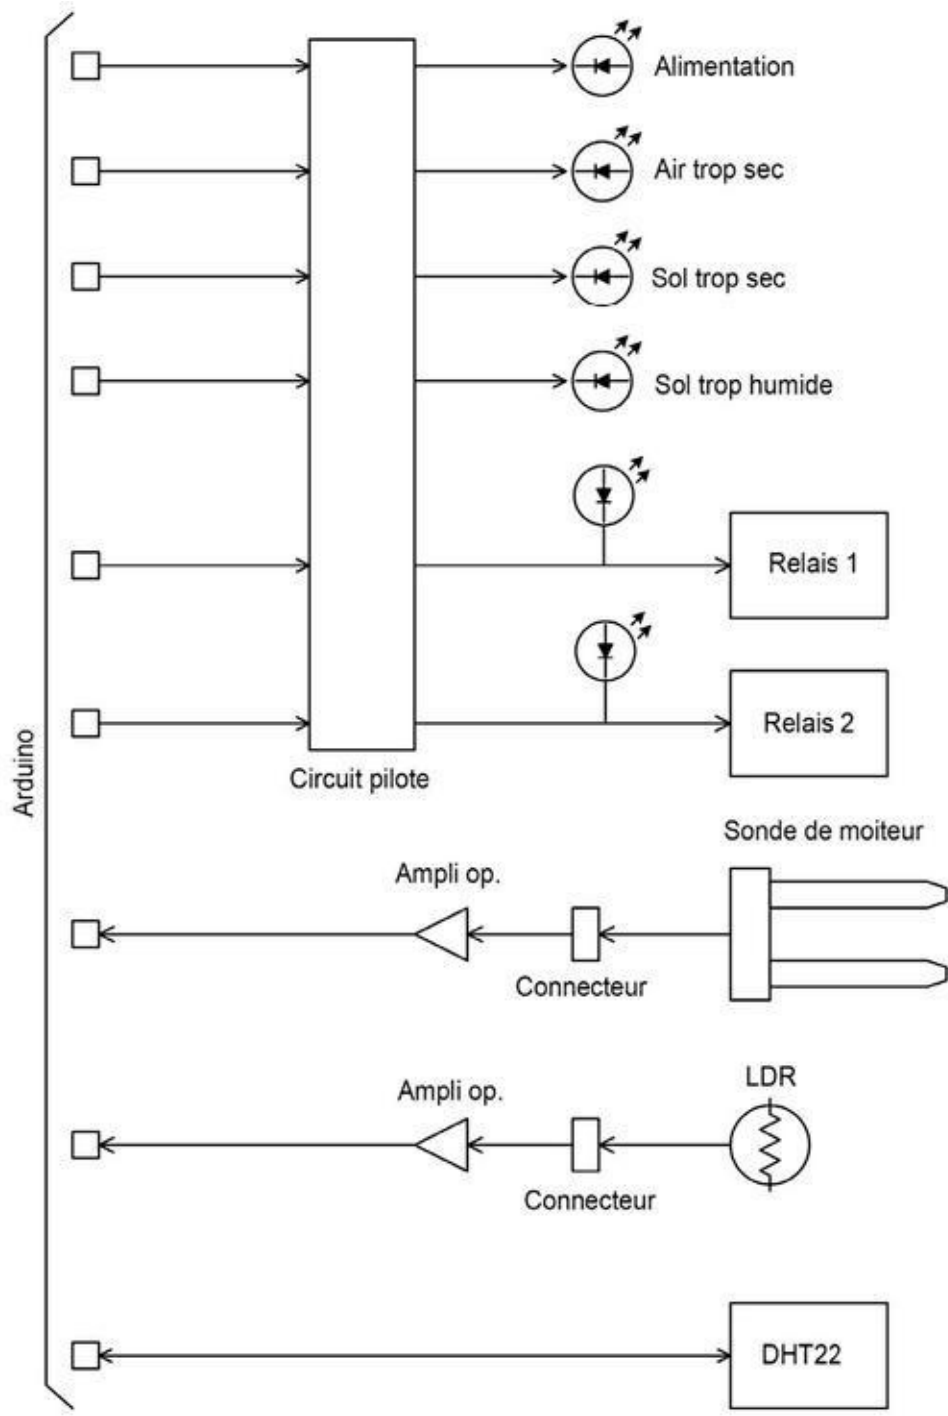 Alimentation
Air trop sec
Sol trop sec
Sol trop humide
Relais 1
Relais 2
Arduino
Circuit pilote
Sonde de moiteur
Ampli op.
Connecteur
LDR
Ampli op.
Connecteur
DHT22